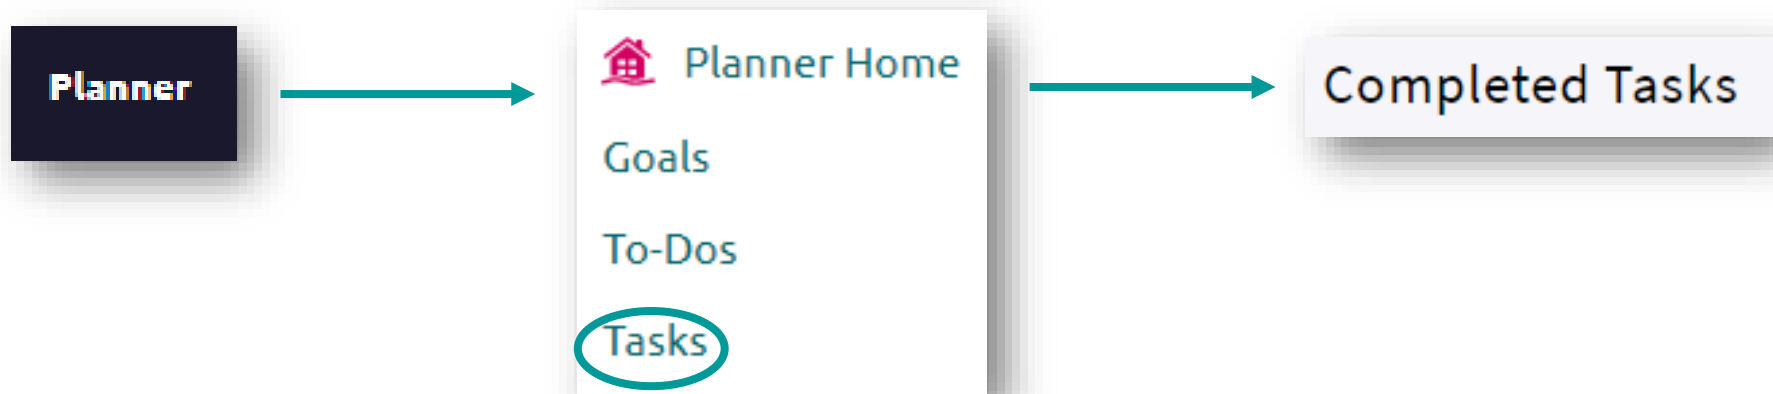 Planner
Planner Home
Goals
To-Dos
Tasks
Completed Tasks